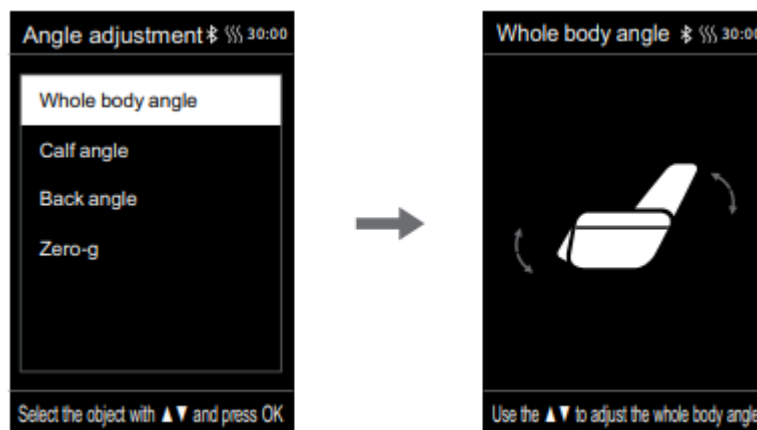 Angle adjustment 30:00
Whole body angle
Calf angle
Back angle
Zero-g
Select the object with ▲▼ and press OK
Whole body angle 30:00
Use the ▲▼ to adjust the whole body angle